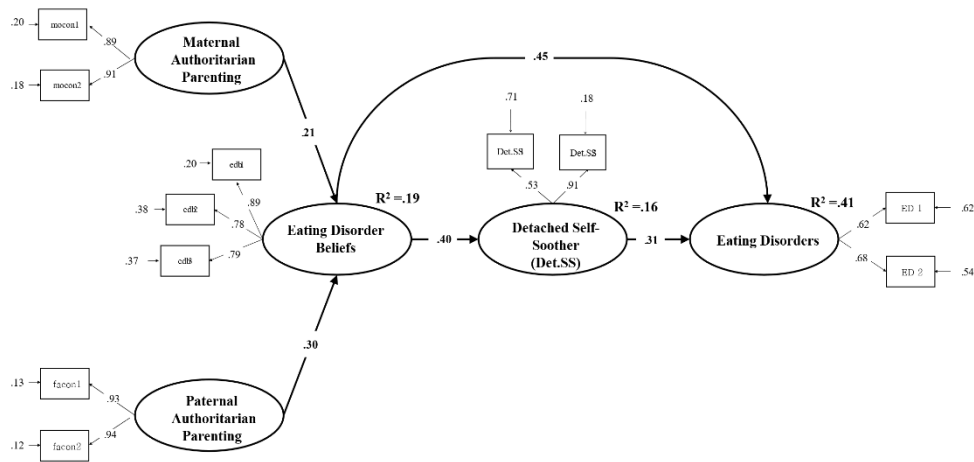 .20
mocon1
.89
Maternal
Authoritarian
Parenting
.91
.18
mocon2
.45
.21
.71
.18
Det.SS
Det.SS
.53
.91
.20
edb1
.89
R² =.19
.38
edb2
.78
.37
edb3
.79
Eating Disorder
Beliefs
.40
R² =.16
Detached Self-
Soother
(Det.SS)
.31
R² =.41
Eating Disorders
.62
ED 1
.62
.68
ED 2
.54
.30
.13
facon1
.93
Paternal
Authoritarian
Parenting
.94
.12
facon2